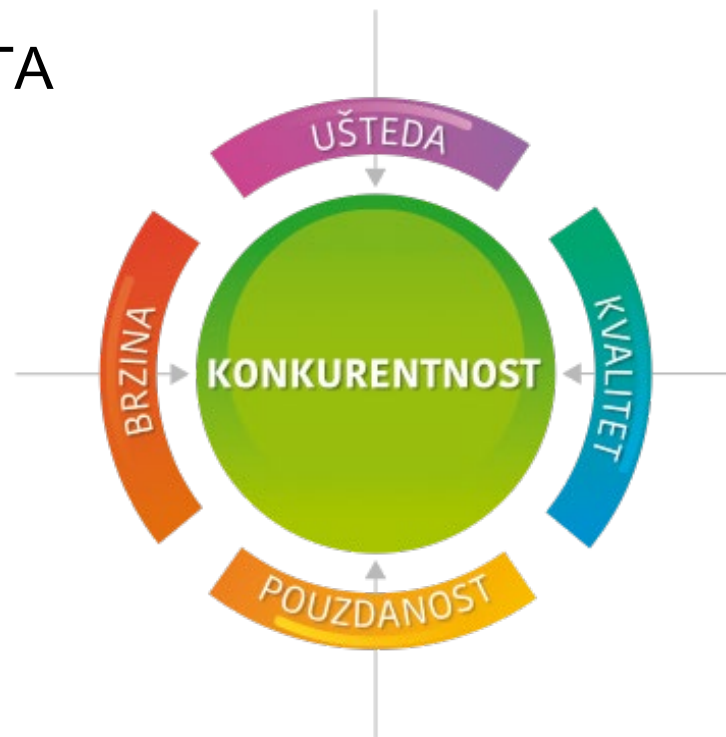 TA
UŠTEDA
BRZINA
KONKURENTNOST
KVALITET
POUZDANOST